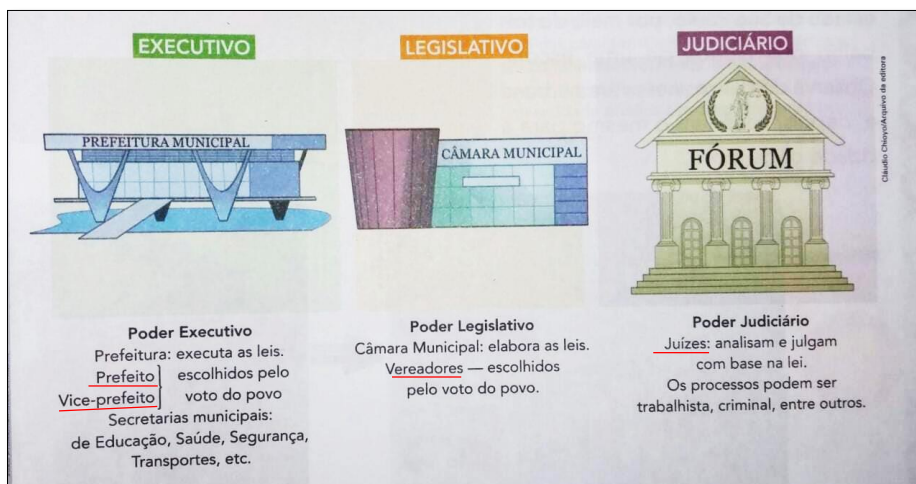 EXECUTIVO
PREFEITURA MUNICIPAL
Poder Executivo
Prefeitura: executa as leis.
Prefeito escolhidos pelo
Vice-prefeito voto do povo
Secretarias municipais:
de Educação, Saúde, Segurança,
Transportes, etc.
LEGISLATIVO
CÂMARA MUNICIPAL
Poder Legislativo
Câmara Municipal: elabora as leis.
Vereadores — escolhidos
pelo voto do povo.
JUDICIÁRIO
FÓRUM
Poder Judiciário
Juízes: analisam e julgam
com base na lei.
Os processos podem ser
trabalhista, criminal, entre outros.
Cláudio Chiyo/Arquivo da editora